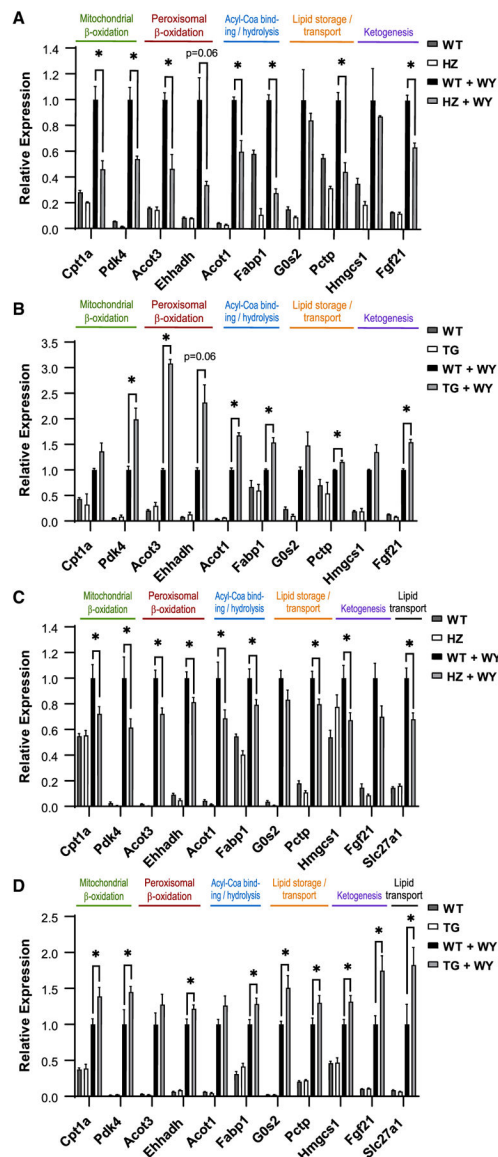 A
Mitochondrial
β-oxidation
Peroxisomal
β-oxidation
Acyl-Coa bind-
ing / hydrolysis
Lipid storage /
transport
Ketogenesis
WT
HZ
WT + WY
HZ + WY
Relative Expression
1.2
1.0
0.8
0.6
0.4
0.2
0.0
* * * p=0.06 * * * *
Cpt1a
Pdk4
Acot3
Ehhadh
Acot1
Fabp1
G0s2
Pctp
Hmgcs1
Fgf21
B
Mitochondrial
β-oxidation
Peroxisomal
β-oxidation
Acyl-Coa bind-
ing / hydrolysis
Lipid storage /
transport
Ketogenesis
WT
TG
WT + WY
TG + WY
Relative Expression
3.5
3.0
2.5
2.0
1.5
1.0
0.5
0.0
* * p=0.06 * * * *
Cpt1a
Pdk4
Acot3
Ehhadh
Acot1
Fabp1
G0s2
Pctp
Hmgcs1
Fgf21
C
Mitochondrial
β-oxidation
Peroxisomal
β-oxidation
Acyl-Coa bind-
ing / hydrolysis
Lipid storage /
transport
Ketogenesis
Lipid
transport
WT
HZ
WT + WY
HZ + WY
Relative Expression
1.2
1.0
0.8
0.6
0.4
0.2
0.0
* * * * * * * * *
Cpt1a
Pdk4
Acot3
Ehhadh
Acot1
Fabp1
G0s2
Pctp
Hmgcs1
Fgf21
Slc27a1
D
Mitochondrial
β-oxidation
Peroxisomal
β-oxidation
Acyl-Coa bind-
ing / hydrolysis
Lipid storage /
transport
Ketogenesis
Lipid
transport
WT
TG
WT + WY
TG + WY
Relative Expression
2.5
2.0
1.5
1.0
0.5
0.0
* * * * * * * * *
Cpt1a
Pdk4
Acot3
Ehhadh
Acot1
Fabp1
G0s2
Pctp
Hmgcs1
Fgf21
Slc27a1